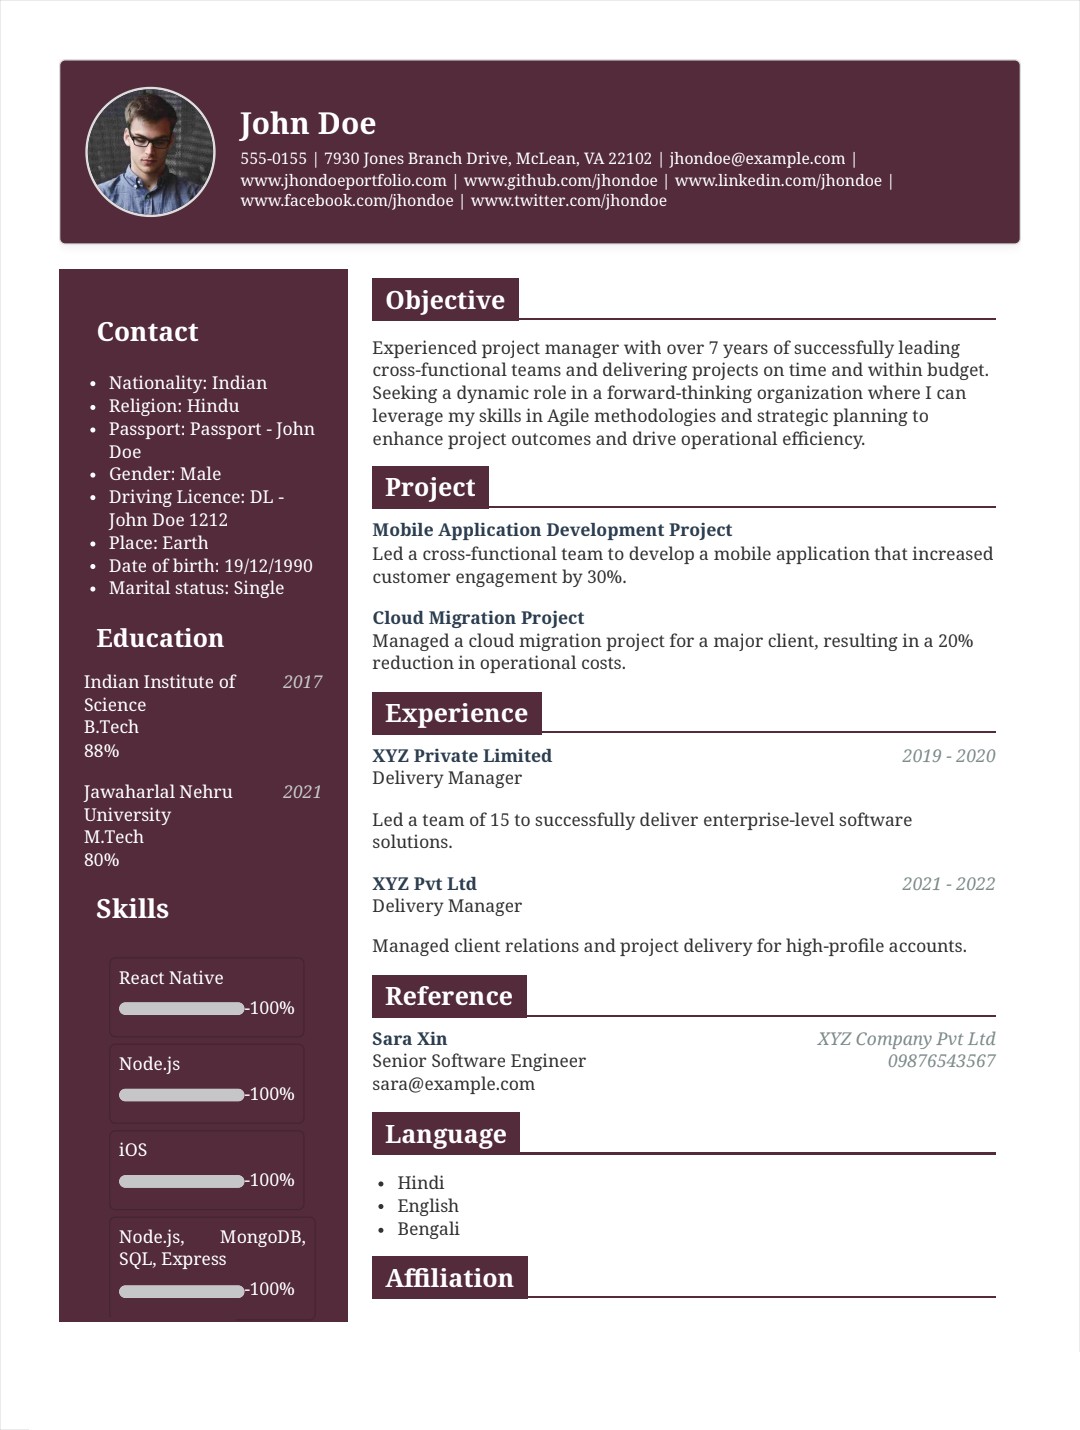 John Doe
555-0155 | 7930 Jones Branch Drive, McLean, VA 22102 | jhondoe@example.com |
www.jhondoeportfolio.com | www.github.com/jhondoe | www.linkedin.com/jhondoe |
www.facebook.com/jhondoe | www.twitter.com/jhondoe
Contact
• Nationality: Indian
• Religion: Hindu
• Passport: Passport - John
Doe
• Gender: Male
• Driving Licence: DL -
John Doe 1212
• Place: Earth
• Date of birth: 19/12/1990
• Marital status: Single
Education
Indian Institute of 2017
Science
B.Tech
88%
Jawaharlal Nehru 2021
University
M.Tech
80%
Skills
React Native
-100%
Node.js
-100%
iOS
-100%
Node.js, MongoDB,
SQL, Express
-100%
Objective
Experienced project manager with over 7 years of successfully leading
cross-functional teams and delivering projects on time and within budget.
Seeking a dynamic role in a forward-thinking organization where I can
leverage my skills in Agile methodologies and strategic planning to
enhance project outcomes and drive operational efficiency.
Project
Mobile Application Development Project
Led a cross-functional team to develop a mobile application that increased
customer engagement by 30%.
Cloud Migration Project
Managed a cloud migration project for a major client, resulting in a 20%
reduction in operational costs.
Experience
XYZ Private Limited 2019 - 2020
Delivery Manager
Led a team of 15 to successfully deliver enterprise-level software
solutions.
XYZ Pvt Ltd 2021 - 2022
Delivery Manager
Managed client relations and project delivery for high-profile accounts.
Reference
Sara Xin XYZ Company Pvt Ltd
Senior Software Engineer 09876543567
sara@example.com
Language
• Hindi
• English
• Bengali
Affiliation